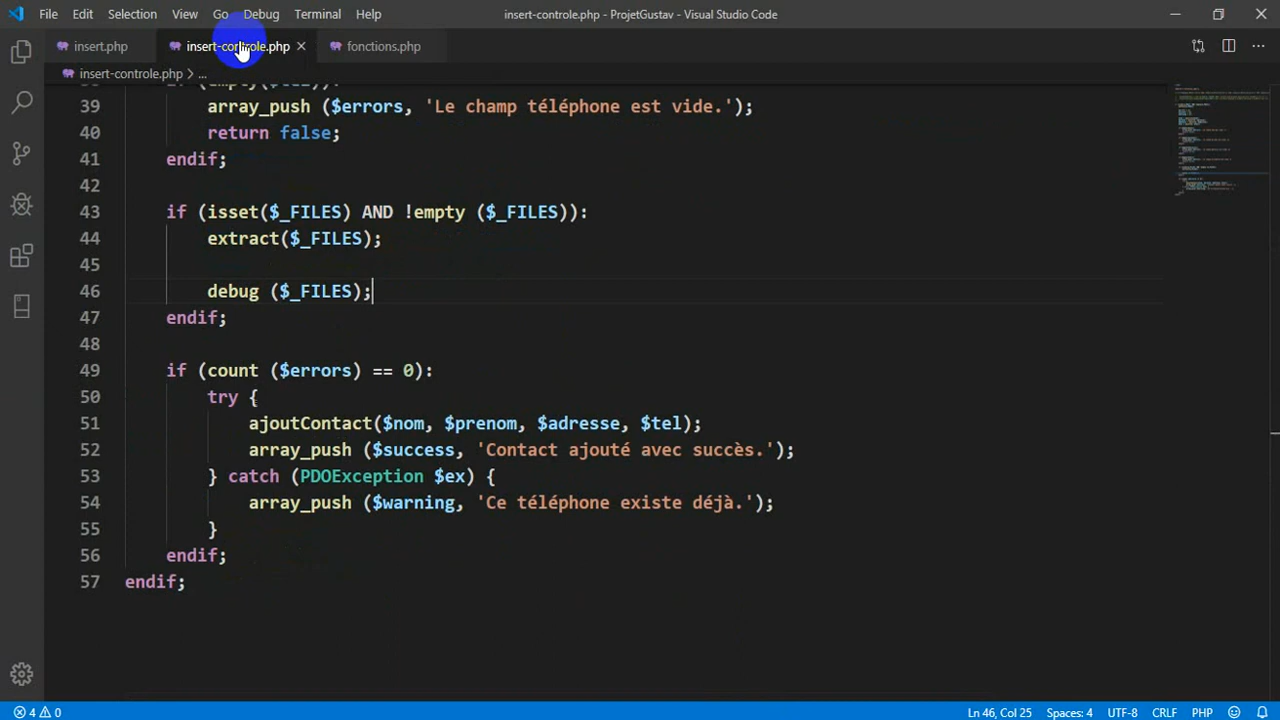 File Edit Selection View Go Debug Terminal Help insert-controle.php - ProjetGustav - Visual Studio Code
insert.php insert-controle.php fonctions.php
insert-controle.php > ...
39 array_push ($errors, 'Le champ téléphone est vide.');
40 return false;
41 endif;
42
43 if (isset($_FILES) AND !empty ($_FILES)):
44 extract($_FILES);
45
46 debug ($_FILES);
47 endif;
48
49 if (count ($errors) == 0):
50 try {
51 ajoutContact($nom, $prenom, $adresse, $tel);
52 array_push ($success, 'Contact ajouté avec succès.');
53 } catch (PDOException $ex) {
54 array_push ($warning, 'Ce téléphone existe déjà.');
55 }
56 endif;
57 endif;
4 0 Ln 46, Col 25 Spaces: 4 UTF-8 CRLF PHP